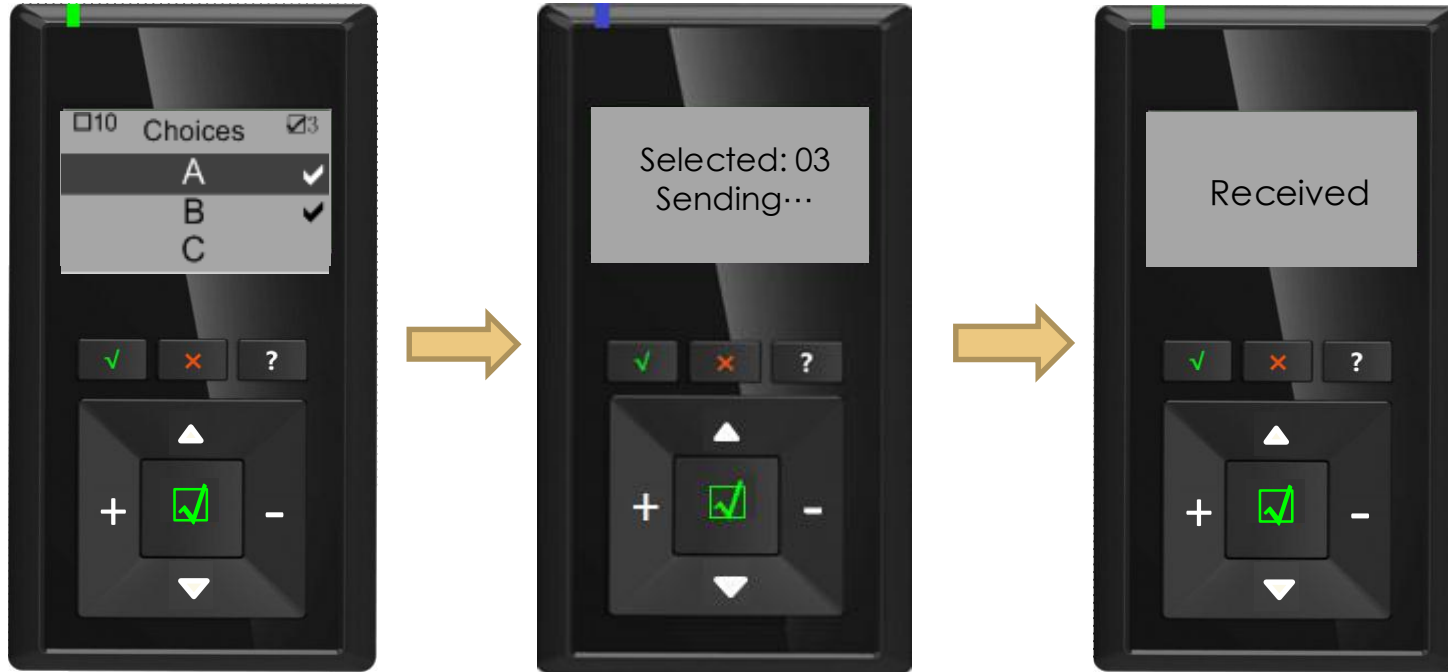 ☐10 Choices ☑3
A ✔
B ✔
C
√ × ?
+ -
Selected: 03
Sending…
√ × ?
+ -
Received
√ × ?
+ -